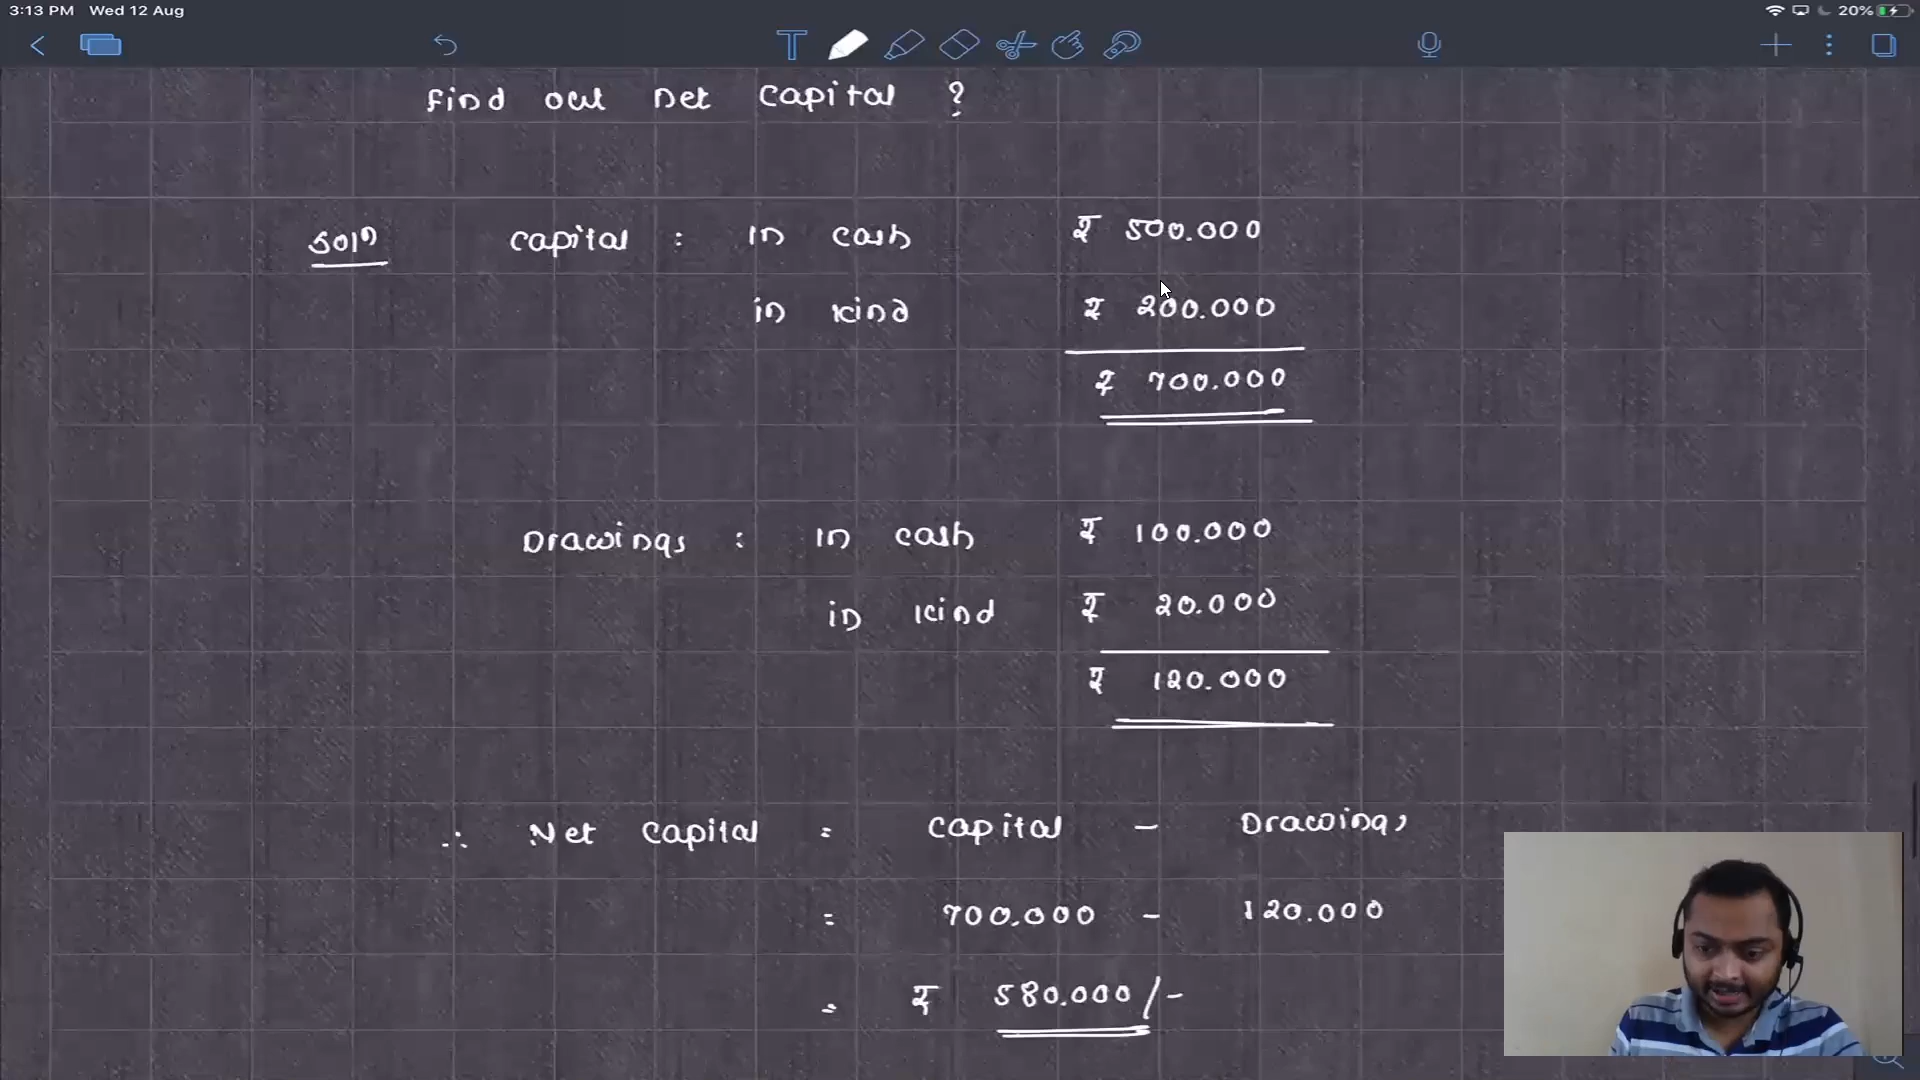 3:13 PM Wed 12 Aug
20%
T
Find out net capital ?
Soln capital : in cash ₹ 500.000
in kind ₹ 200.000
₹ 700.000
Drawings : in cash ₹ 100.000
in kind ₹ 20.000
₹ 120.000
∴ Net capital = capital - Drawings
= 700.000 - 120.000
= ₹ 580.000/-